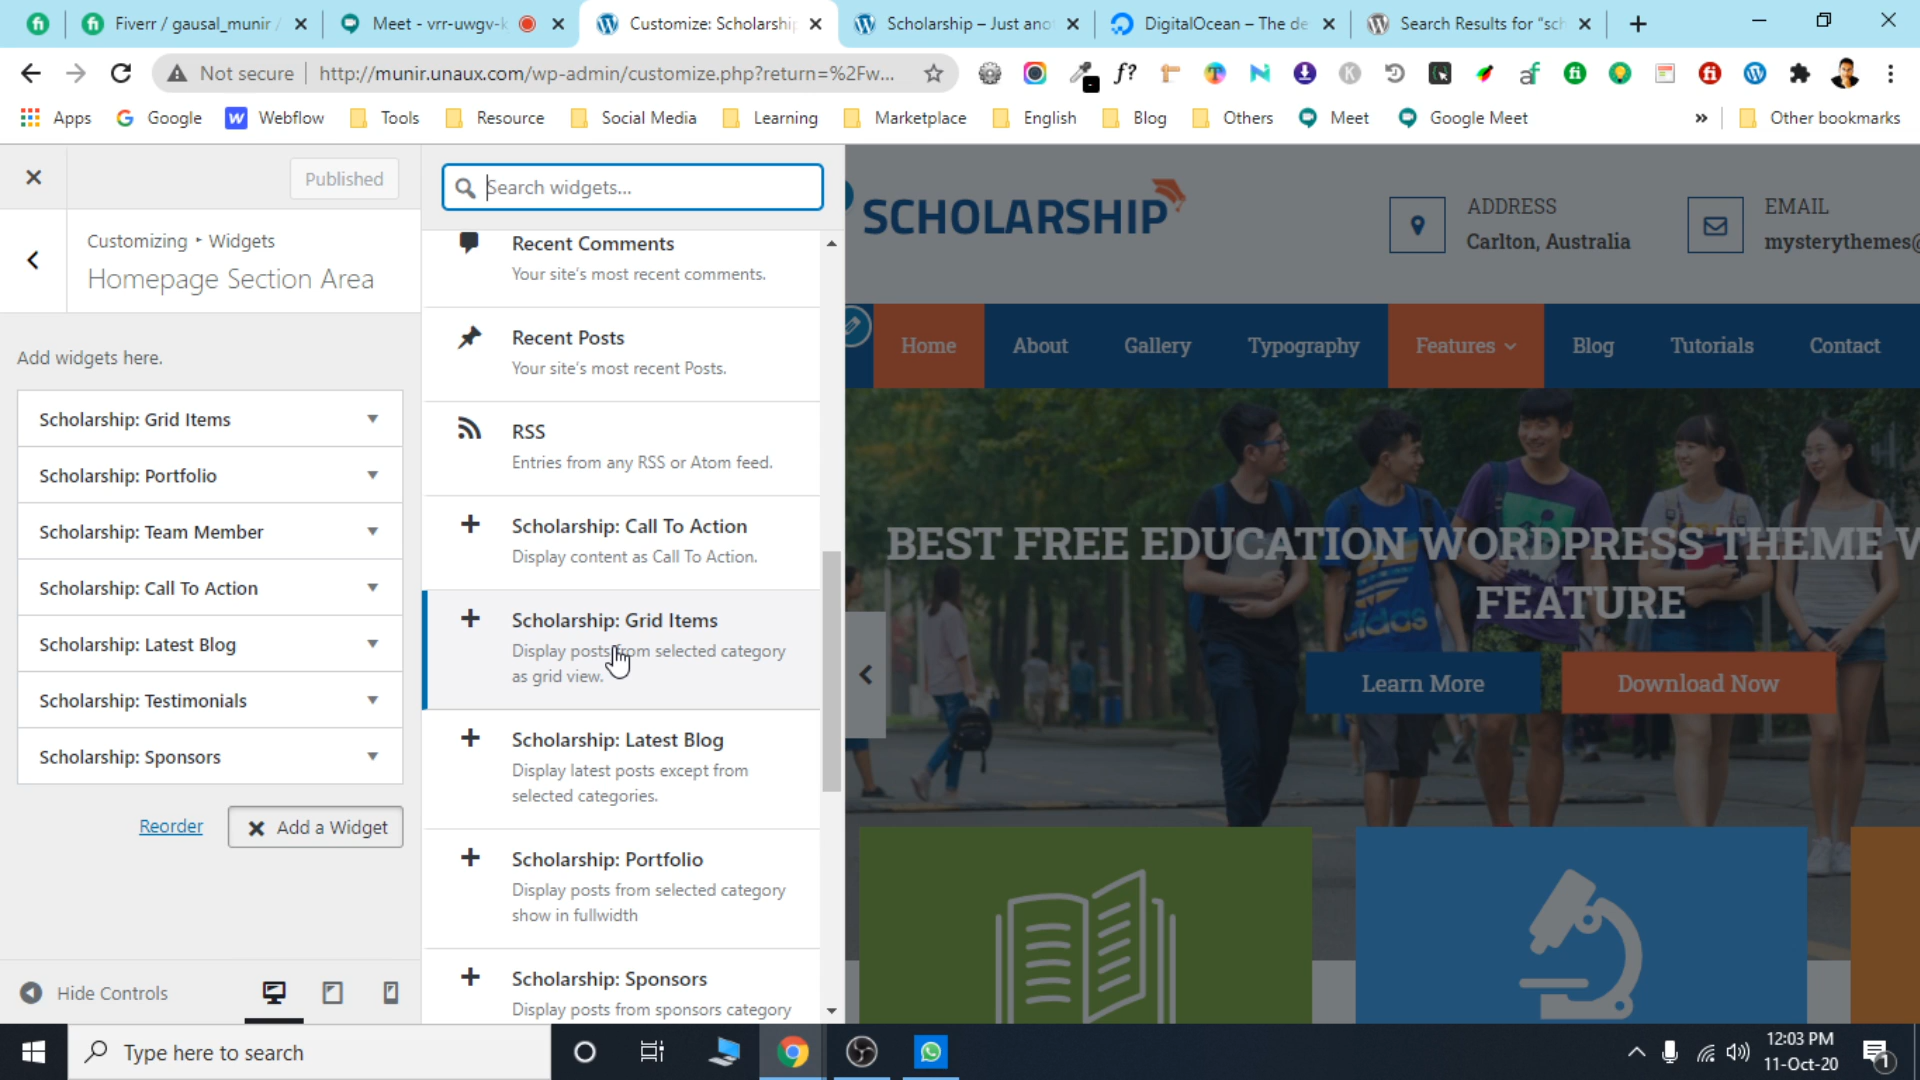 Fiverr / gausal_munir /
Meet - vrr-uwgv-k
Customize: Scholarship
Scholarship – Just ano
DigitalOcean – The de
Search Results for "sch
Not secure
http://munir.unaux.com/wp-admin/customize.php?return=%2Fw...
Apps
Google
Webflow
Tools
Resource
Social Media
Learning
Marketplace
English
Blog
Others
Meet
Google Meet
»
Other bookmarks
Published
Customizing ‣ Widgets
Homepage Section Area
Add widgets here.
Scholarship: Grid Items
Scholarship: Portfolio
Scholarship: Team Member
Scholarship: Call To Action
Scholarship: Latest Blog
Scholarship: Testimonials
Scholarship: Sponsors
Reorder
Add a Widget
Hide Controls
Search widgets...
Recent Comments
Your site's most recent comments.
Recent Posts
Your site's most recent Posts.
RSS
Entries from any RSS or Atom feed.
Scholarship: Call To Action
Display content as Call To Action.
Scholarship: Grid Items
Display posts from selected category
as grid view.
Scholarship: Latest Blog
Display latest posts except from
selected categories.
Scholarship: Portfolio
Display posts from selected category
show in fullwidth
Scholarship: Sponsors
Display posts from sponsors category
SCHOLARSHIP
ADDRESS
Carlton, Australia
EMAIL
mysterythemes@
Home
About
Gallery
Typography
Features
Blog
Tutorials
Contact
BEST FREE EDUCATION WORDPRESS THEME W
FEATURE
adidas
Learn More
Download Now
Type here to search
12:03 PM
11-Oct-20
1